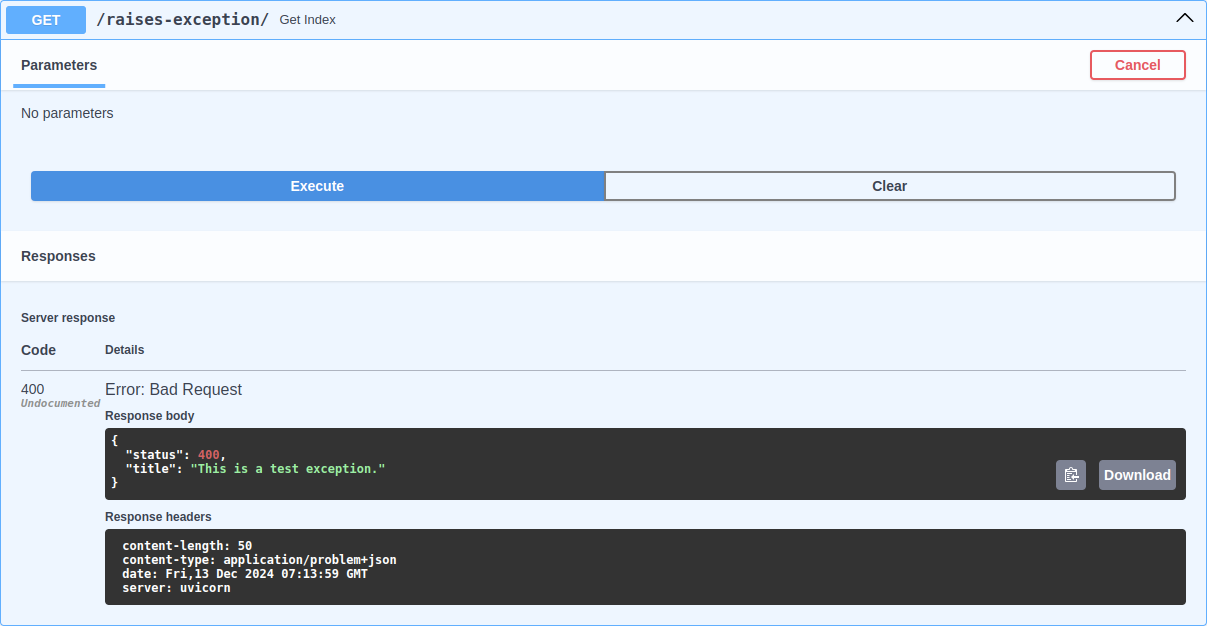 GET /raises-exception/ Get Index
Parameters Cancel
No parameters
Execute Clear
Responses
Server response
Code Details
400 Error: Bad Request
Undocumented
Response body
{
  "status": 400,
  "title": "This is a test exception."
}
Download
Response headers
content-length: 50
content-type: application/problem+json
date: Fri,13 Dec 2024 07:13:59 GMT
server: uvicorn